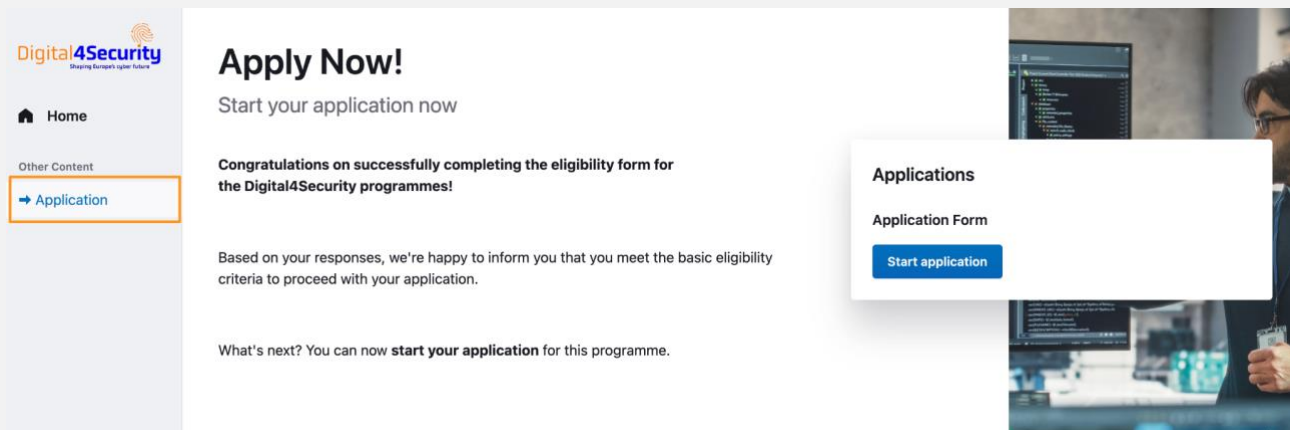 Digital4Security
Shaping Europe's cyber future
Home
Other Content
Application
Apply Now!
Start your application now
Congratulations on successfully completing the eligibility form for
the Digital4Security programmes!
Based on your responses, we're happy to inform you that you meet the basic eligibility
criteria to proceed with your application.
What's next? You can now start your application for this programme.
Applications
Application Form
Start application